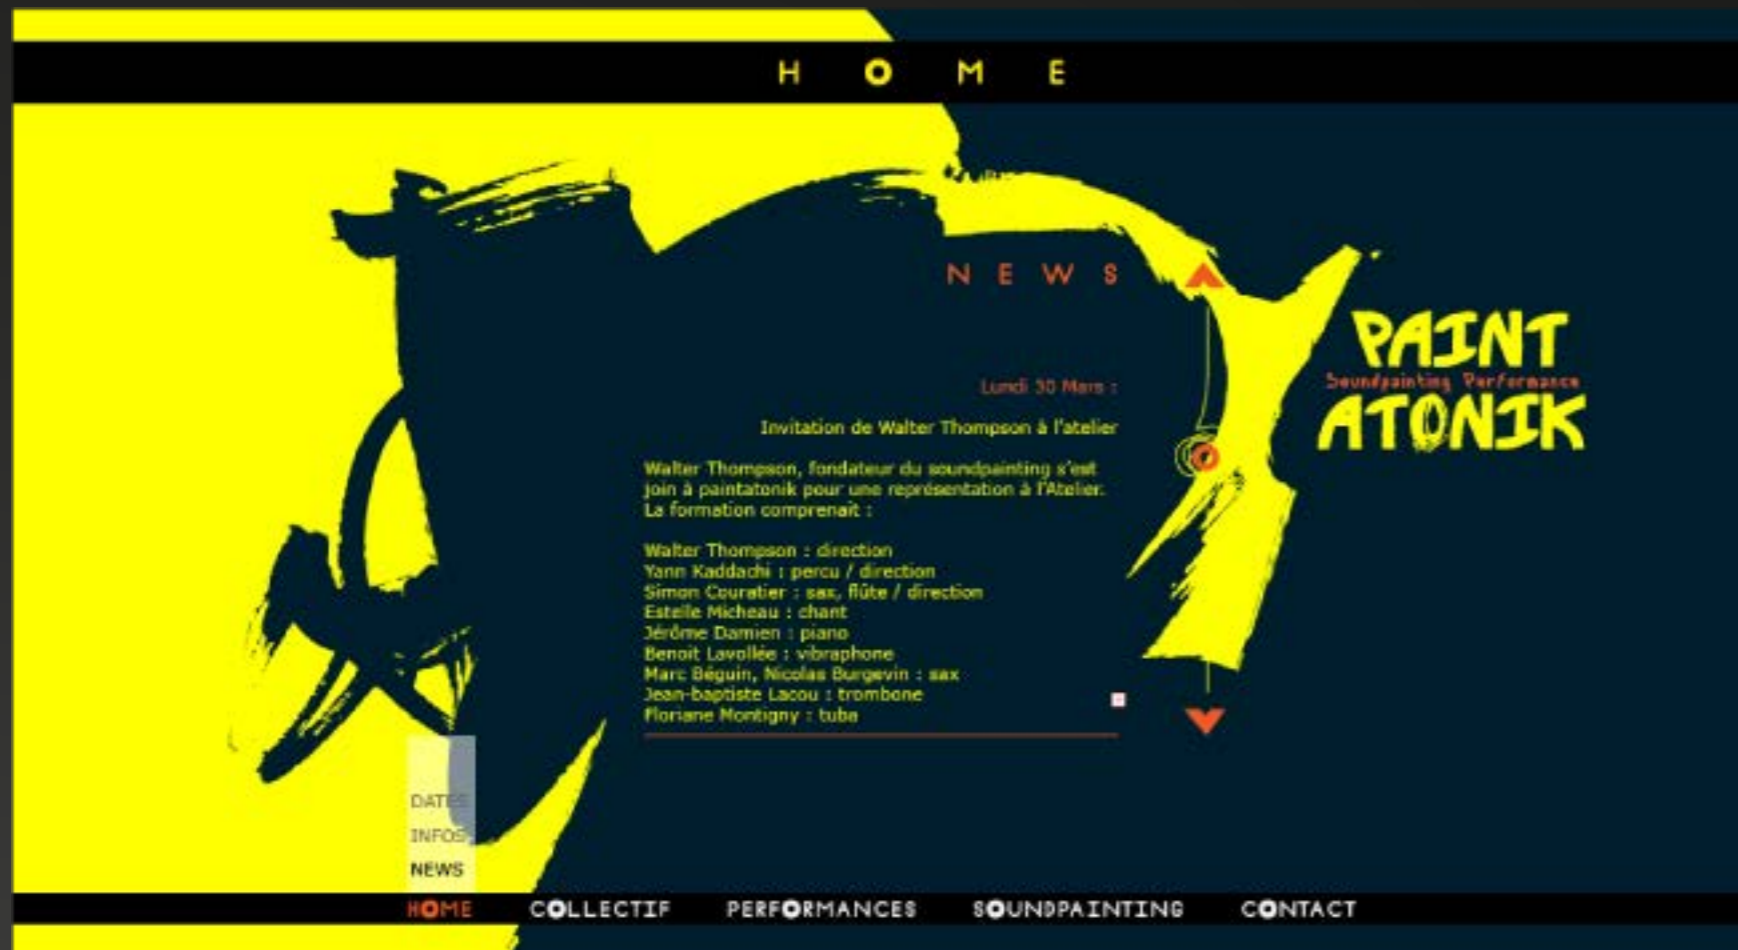 HOME
NEWS
PAINT
Soundpainting Performance
ATONIK
Lundi 30 Mars :
Invitation de Walter Thompson à l'atelier
Walter Thompson, fondateur du soundpainting s'est
join à paintatonik pour une représentation à l'Atelier.
La formation comprenait :
Walter Thompson : direction
Yann Kaddachi : percu / direction
Simon Couratier : sax, flûte / direction
Estelle Micheau : chant
Jérôme Damien : piano
Benoit Lavollée : vibraphone
Marc Béguin, Nicolas Burgevin : sax
Jean-baptiste Lacou : trombone
Floriane Montigny : tuba
DATES
INFOS
NEWS
HOME COLLECTIF PERFORMANCES SOUNDPAINTING CONTACT